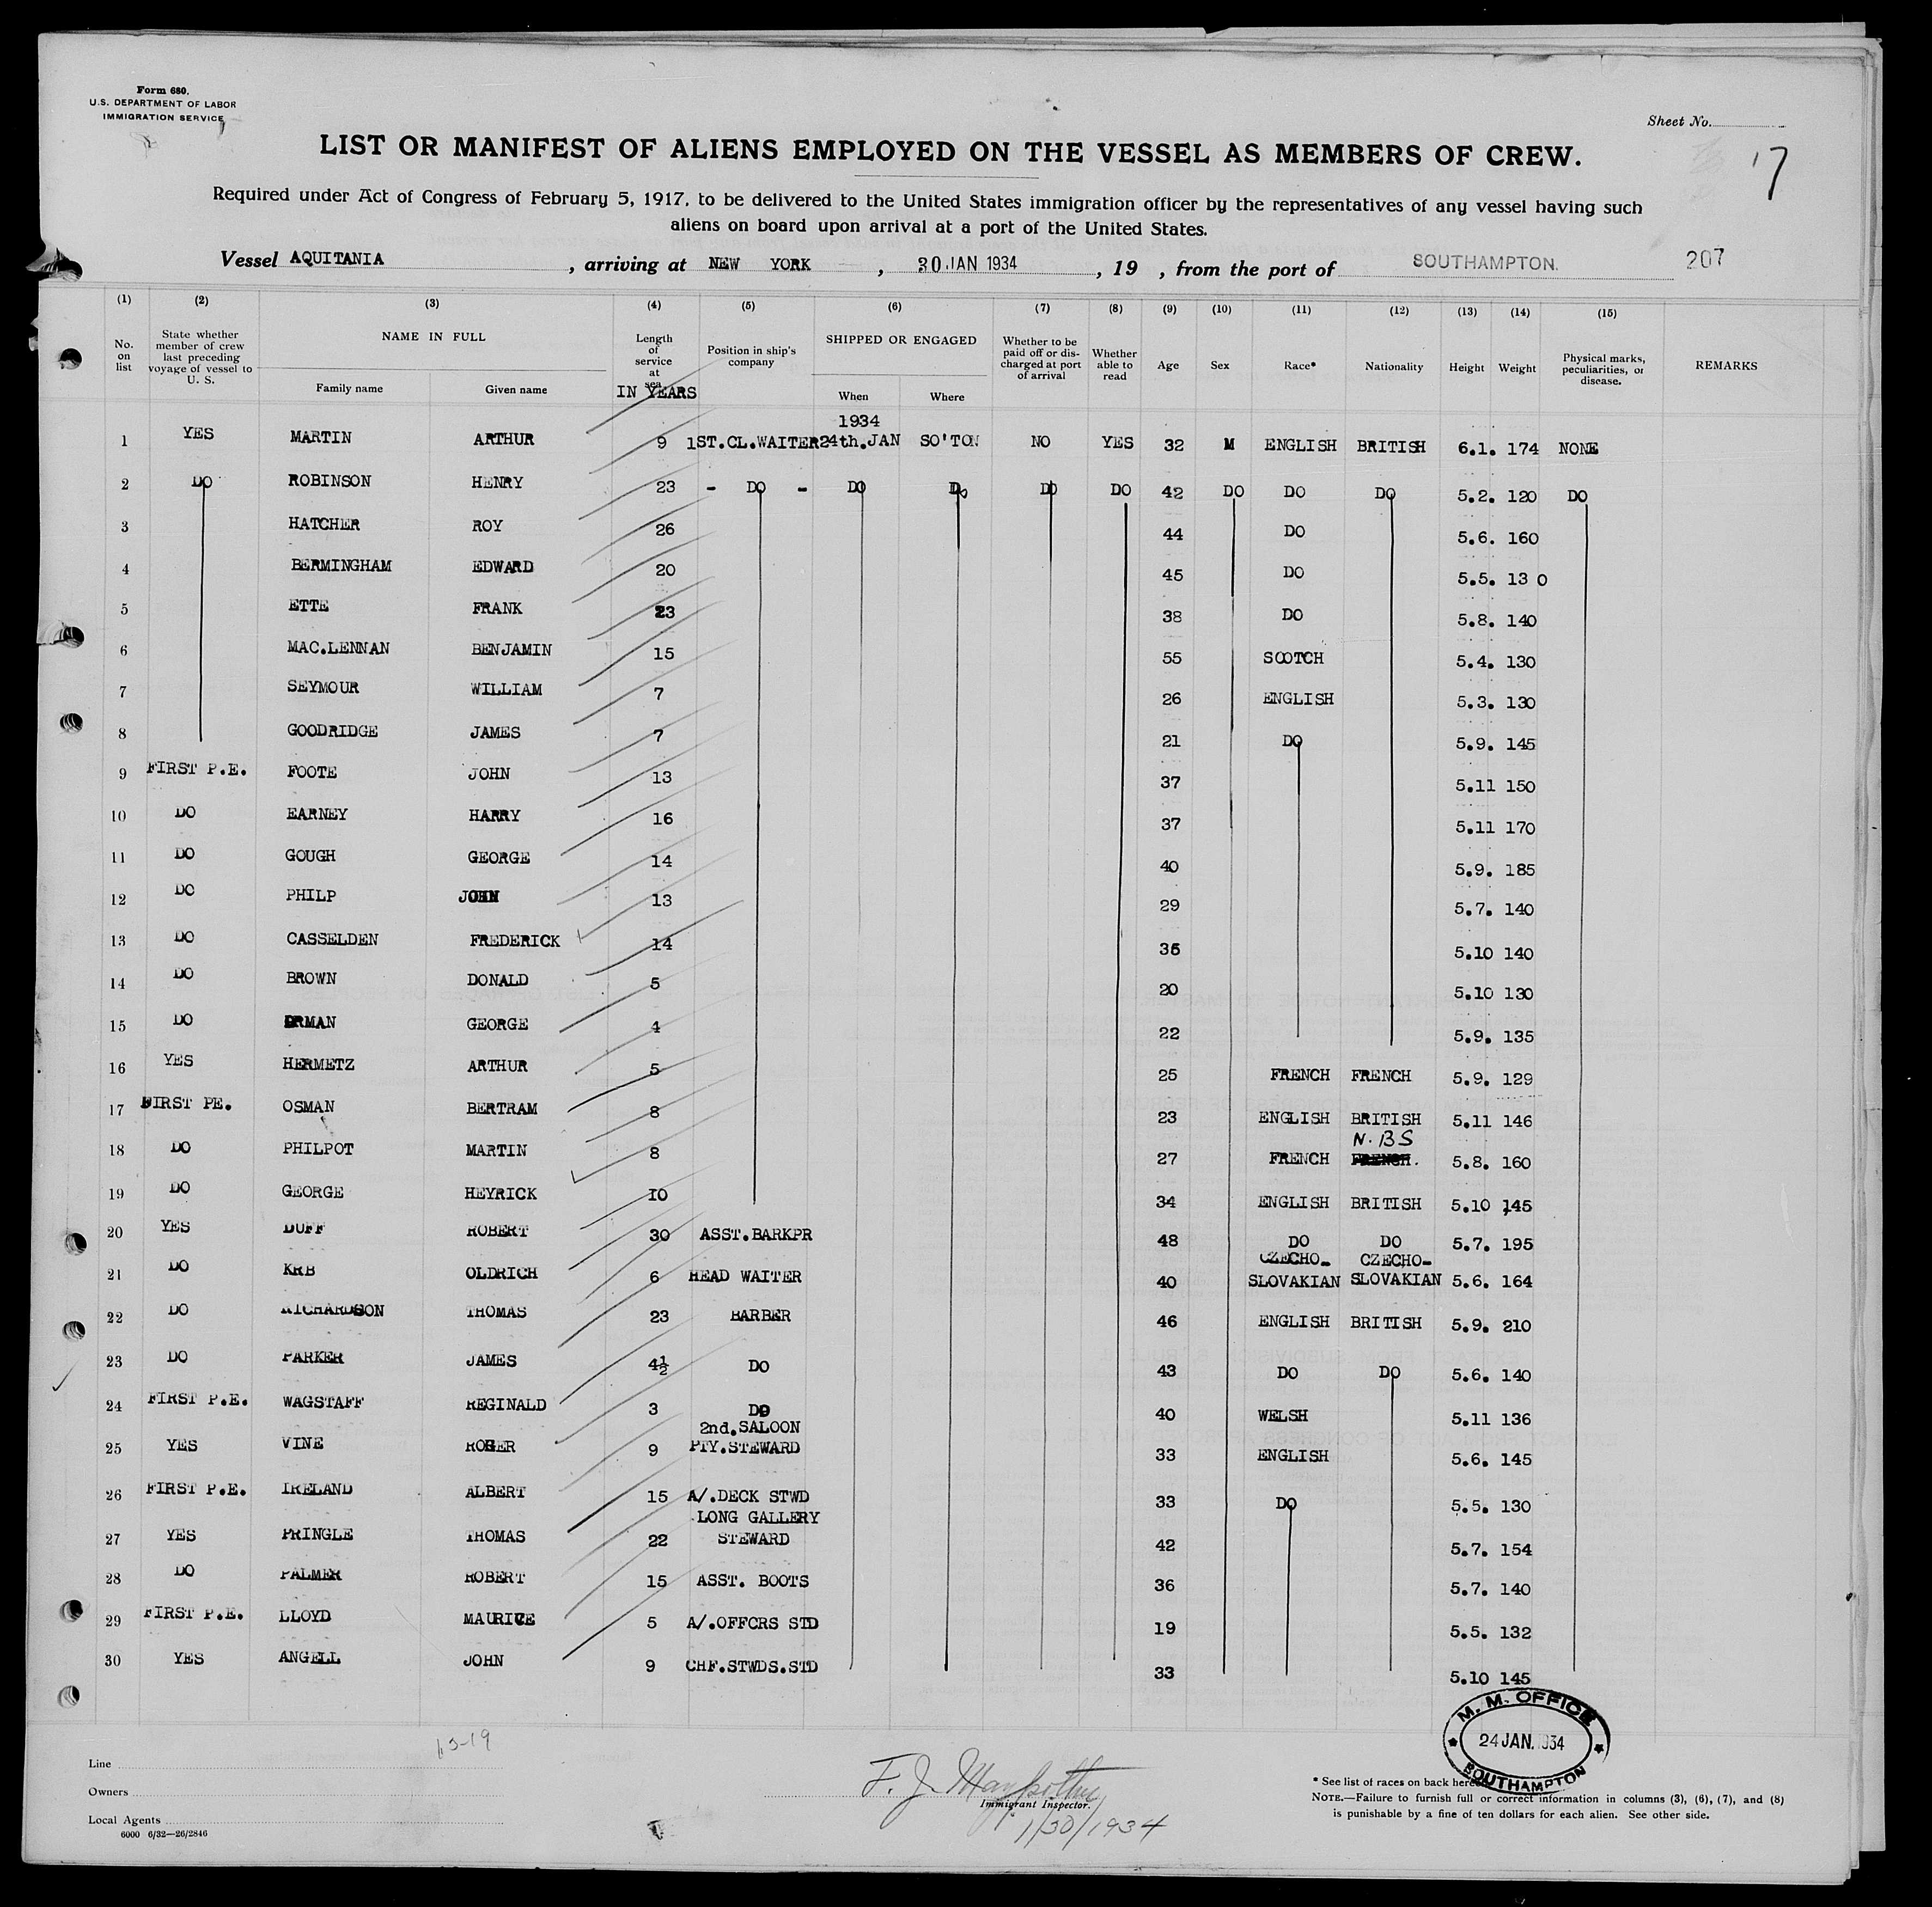 Form 680.
U.S. DEPARTMENT OF LABOR
IMMIGRATION SERVICE
Sheet No.
17
LIST OR MANIFEST OF ALIENS EMPLOYED ON THE VESSEL AS MEMBERS OF CREW.
Required under Act of Congress of February 5, 1917, to be delivered to the United States immigration officer by the representatives of any vessel having such
aliens on board upon arrival at a port of the United States.
Vessel AQUITANIA, arriving at NEW YORK, 30 JAN 1934, 19 , from the port of SOUTHAMPTON. 207
(1) (2) (3) (4) (5) (6) (7) (8) (9) (10) (11) (12) (13) (14) (15)
No. on list State whether member of crew last preceding voyage of vessel to U. S. NAME IN FULL Family name Given name Length of service at sea IN YEARS Position in ship's company SHIPPED OR ENGAGED When Where Whether to be paid off or discharged at port of arrival Whether able to read Age Sex Race* Nationality Height Weight Physical marks, peculiarities, or disease. REMARKS
1934
1 YES MARTIN ARTHUR 9 1ST.CL.WAITER 24th.JAN SO'TON NO YES 32 M ENGLISH BRITISH 6.1. 174 NONE
2 DO ROBINSON HENRY 23 - DO - DO DO DO DO 42 DO DO DO 5.2. 120 DO
3 HATCHER ROY 26 44 DO 5.6. 160
4 BERMINGHAM EDWARD 20 45 DO 5.5. 13 0
5 ETTE FRANK 23 38 DO 5.8. 140
6 MAC.LENNAN BENJAMIN 15 55 SCOTCH 5.4. 130
7 SEYMOUR WILLIAM 7 26 ENGLISH 5.3. 130
8 GOODRIDGE JAMES 7 21 DO 5.9. 145
9 FIRST P.E. FOOTE JOHN 13 37 5.11 150
10 DO EARNEY HARRY 16 37 5.11 170
11 DO GOUGH GEORGE 14 40 5.9. 185
12 DO PHILP JOHN 13 29 5.7. 140
13 DO CASSELDEN FREDERICK 14 36 5.10 140
14 DO BROWN DONALD 5 20 5.10 130
15 DO GEORGE 4 22 5.9. 135
16 YES HERMETZ ARTHUR 5 25 FRENCH FRENCH 5.9. 129
17 FIRST PE. OSMAN BERTRAM 8 23 ENGLISH BRITISH 5.11 146
N.BS
18 DO PHILPOT MARTIN 8 27 FRENCH FRENCH. 5.8. 160
19 DO GEORGE HEYRICK 10 34 ENGLISH BRITISH 5.10 145
20 YES DUFF ROBERT 30 ASST.BARKPR 48 DO DO 5.7. 195
CZECHO- CZECHO-
21 DO KRB OLDRICH 6 HEAD WAITER 40 SLOVAKIAN SLOVAKIAN 5.6. 164
22 DO RICHARDSON THOMAS 23 BARBER 46 ENGLISH BRITISH 5.9. 210
23 DO PARKER JAMES 4½ DO 43 DO DO 5.6. 140
24 FIRST P.E. WAGSTAFF REGINALD 3 DO 40 WELSH 5.11 136
2nd.SALOON
25 YES VINE ROGER 9 PTY.STEWARD 33 ENGLISH 5.6. 145
26 FIRST P.E. IRELAND ALBERT 15 A/.DECK STWD 33 DO 5.5. 130
LONG GALLERY
27 YES PRINGLE THOMAS 22 STEWARD 42 5.7. 154
28 DO PALMER ROBERT 15 ASST. BOOTS 36 5.7. 140
29 FIRST P.E. LLOYD MAURICE 5 A/.OFFCRS STD 19 5.5. 132
30 YES ANGELL JOHN 9 CHF.STWDS.STD 33 5.10 145
M. M. OFFICE
24 JAN. 1934
SOUTHAMPTON
13-19
Line
Owners
Local Agents
6000 6/32—26/2846
F. J.
Immigrant Inspector.
1/30/1934
* See list of races on back hereof.
NOTE.—Failure to furnish full or correct information in columns (3), (6), (7), and (8)
is punishable by a fine of ten dollars for each alien. See other side.